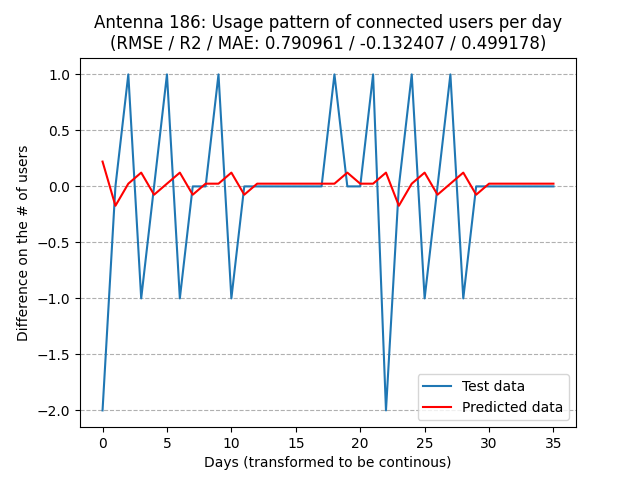 Antenna 186: Usage pattern of connected users per day
(RMSE / R2 / MAE: 0.790961 / -0.132407 / 0.499178)
1.0
0.5
0.0
−0.5
−1.0
−1.5
−2.0
Difference on the # of users
Test data
Predicted data
0 5 10 15 20 25 30 35
Days (transformed to be continous)